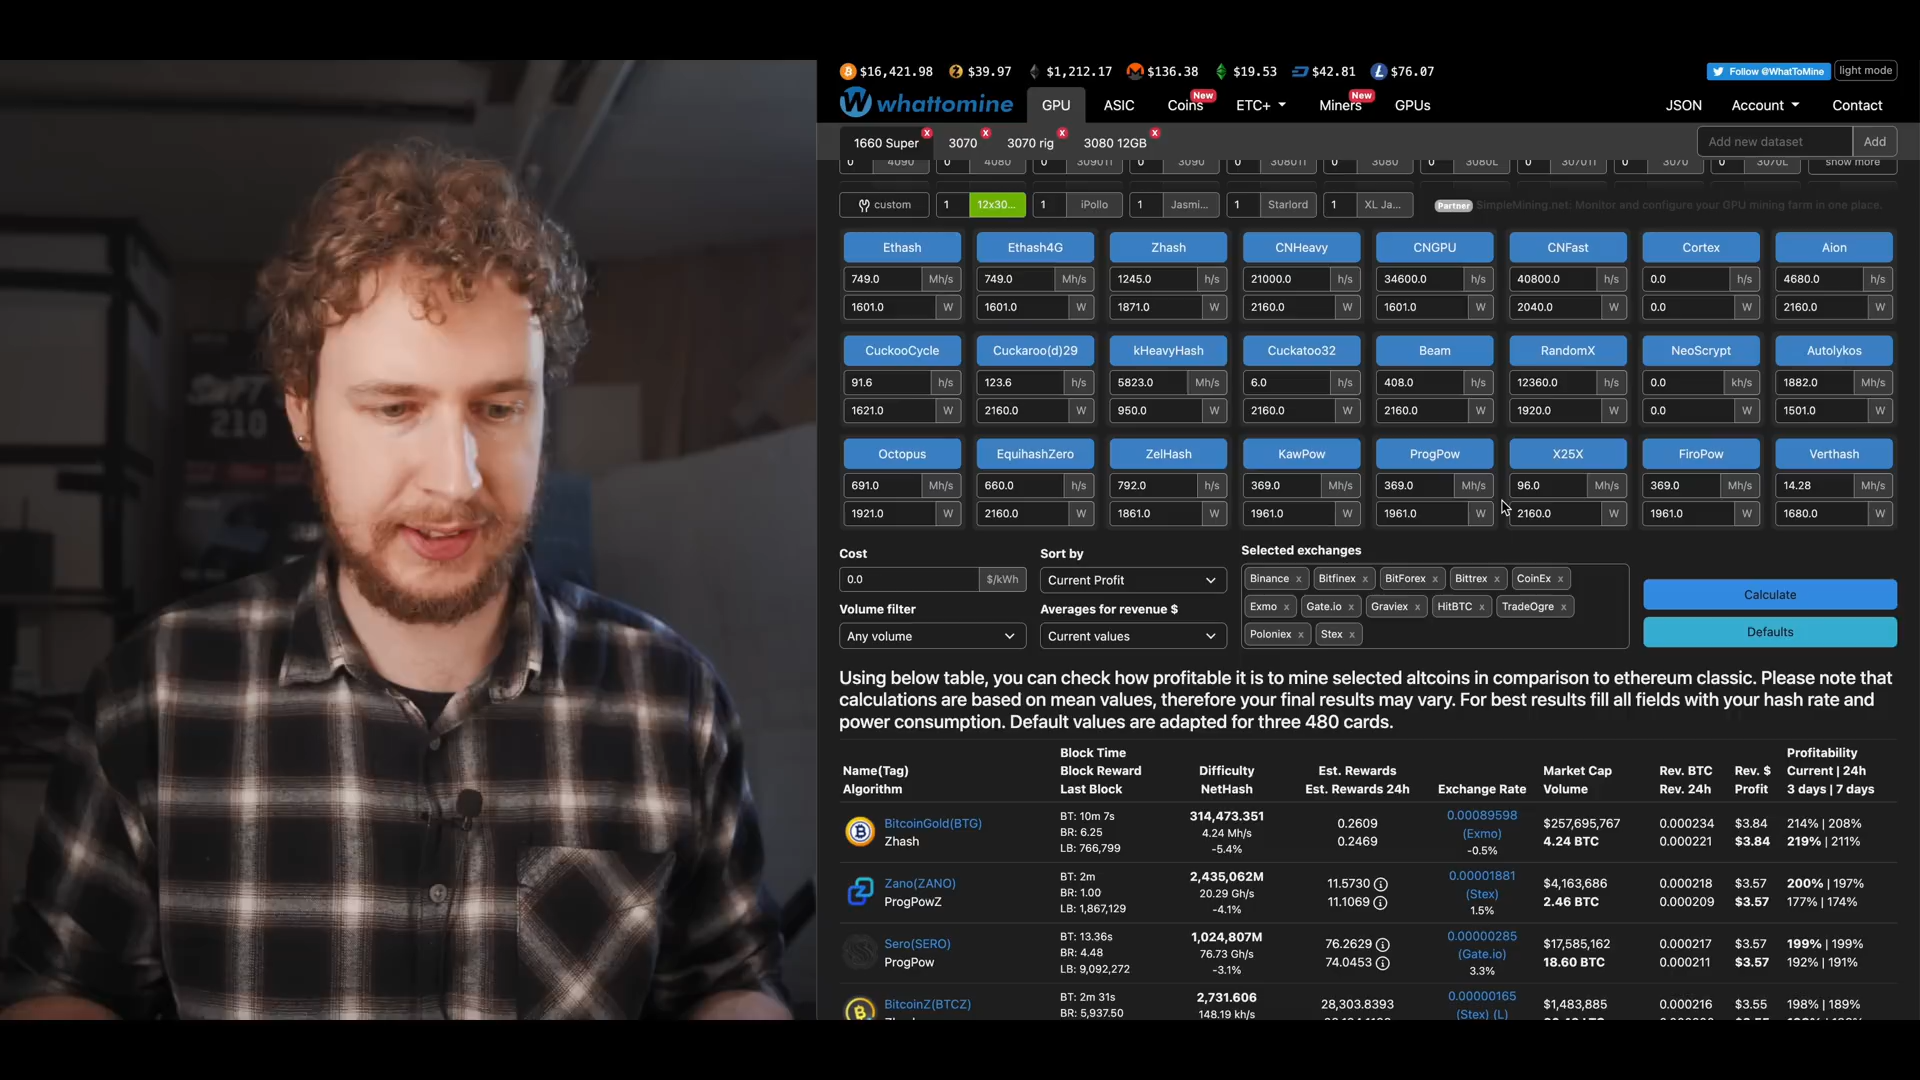 $16,421.98 $39.97 $1,212.17 $136.38 $19.53 $42.81 $76.07 Follow @WhatToMine light mode
whattomine GPU ASIC Coins New ETC+ Miners New GPUs JSON Account Contact
1660 Super x 3070 x 3070 rig x 3080 12GB x Add new dataset Add
0 4090 0 4080 0 3090Ti 0 3090 0 3080Ti 0 3080 0 3080L 0 3070Ti 0 3070 0 3070L show more
custom 1 12x30... 1 iPollo 1 Jasmi... 1 Starlord 1 XL Ja... Partner SimpleMining.net: Monitor and configure your GPU mining farm in one place.
Ethash Ethash4G Zhash CNHeavy CNGPU CNFast Cortex Aion
749.0 Mh/s 749.0 Mh/s 1245.0 h/s 21000.0 h/s 34600.0 h/s 40800.0 h/s 0.0 h/s 4680.0 h/s
1601.0 W 1601.0 W 1871.0 W 2160.0 W 1601.0 W 2040.0 W 0.0 W 2160.0 W
CuckooCycle Cuckaroo(d)29 kHeavyHash Cuckatoo32 Beam RandomX NeoScrypt Autolykos
91.6 h/s 123.6 h/s 5823.0 Mh/s 6.0 h/s 408.0 h/s 12360.0 h/s 0.0 kh/s 1882.0 Mh/s
1621.0 W 2160.0 W 950.0 W 2160.0 W 2160.0 W 1920.0 W 0.0 W 1501.0 W
Octopus EquihashZero ZelHash KawPow ProgPow X25X FiroPow Verthash
691.0 Mh/s 660.0 h/s 792.0 h/s 369.0 Mh/s 369.0 Mh/s 96.0 Mh/s 369.0 Mh/s 14.28 Mh/s
1921.0 W 2160.0 W 1861.0 W 1961.0 W 1961.0 W 2160.0 W 1961.0 W 1680.0 W
Cost Sort by Selected exchanges
0.0 $/kWh Current Profit Binance x Bitfinex x BitForex x Bittrex x CoinEx x Calculate
Volume filter Averages for revenue $ Exmo x Gate.io x Graviex x HitBTC x TradeOgre x
Any volume Current values Poloniex x Stex x Defaults
Using below table, you can check how profitable it is to mine selected altcoins in comparison to ethereum classic. Please note that
calculations are based on mean values, therefore your final results may vary. For best results fill all fields with your hash rate and
power consumption. Default values are adapted for three 480 cards.
Block Time Profitability
Name(Tag) Block Reward Difficulty Est. Rewards Market Cap Rev. BTC Rev. $ Current | 24h
Algorithm Last Block NetHash Est. Rewards 24h Exchange Rate Volume Rev. 24h Profit 3 days | 7 days
BitcoinGold(BTG) BT: 10m 7s 314,473.351 0.2609 0.00089598 $257,695,767 0.000234 $3.84 214% | 208%
Zhash BR: 6.25 4.24 Mh/s 0.2469 (Exmo) 4.24 BTC 0.000221 $3.84 219% | 211%
LB: 766,799 -5.4% -0.5%
Zano(ZANO) BT: 2m 2,435,062M 11.5730 0.00001881 $4,163,686 0.000218 $3.57 200% | 197%
ProgPowZ BR: 1.00 20.29 Gh/s 11.1069 (Stex) 2.46 BTC 0.000209 $3.57 177% | 174%
LB: 1,867,129 -4.1% 1.5%
Sero(SERO) BT: 13.36s 1,024,807M 76.2629 0.00000285 $17,585,162 0.000217 $3.57 199% | 199%
ProgPow BR: 4.48 76.73 Gh/s 74.0453 (Gate.io) 18.60 BTC 0.000211 $3.57 192% | 191%
LB: 9,092,272 -3.1% 3.3%
BitcoinZ(BTCZ) BT: 2m 31s 2,731.606 28,303.8393 0.00000165 $1,483,885 0.000216 $3.55 198% | 189%
BR: 5,937.50 148.19 kh/s (Stex) (L)